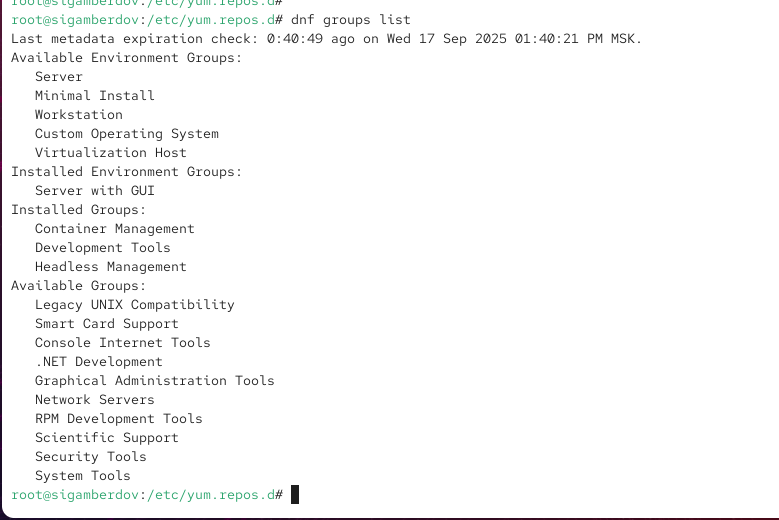 root@sigamberdov:/etc/yum.repos.d#
root@sigamberdov:/etc/yum.repos.d# dnf groups list
Last metadata expiration check: 0:40:49 ago on Wed 17 Sep 2025 01:40:21 PM MSK.
Available Environment Groups:
   Server
   Minimal Install
   Workstation
   Custom Operating System
   Virtualization Host
Installed Environment Groups:
   Server with GUI
Installed Groups:
   Container Management
   Development Tools
   Headless Management
Available Groups:
   Legacy UNIX Compatibility
   Smart Card Support
   Console Internet Tools
   .NET Development
   Graphical Administration Tools
   Network Servers
   RPM Development Tools
   Scientific Support
   Security Tools
   System Tools
root@sigamberdov:/etc/yum.repos.d#